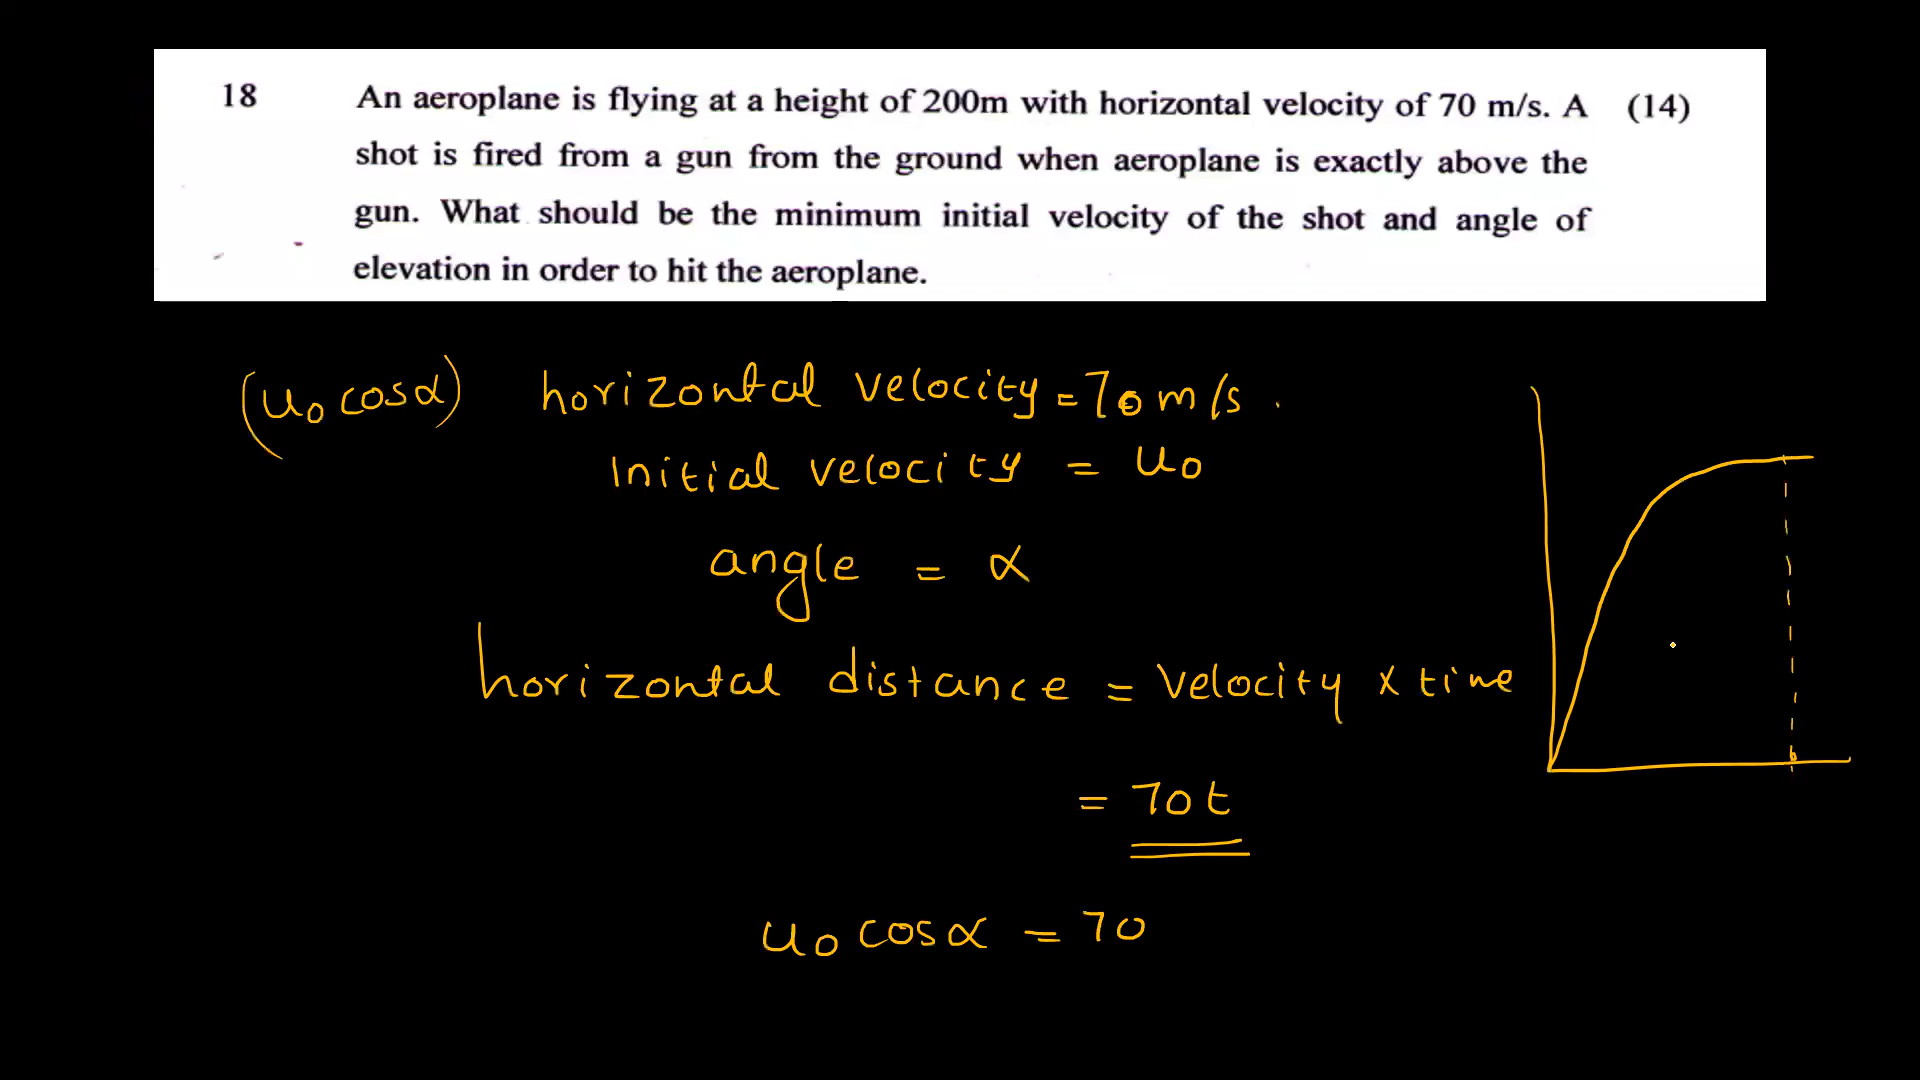 18 An aeroplane is flying at a height of 200m with horizontal velocity of 70 m/s. A (14)
shot is fired from a gun from the ground when aeroplane is exactly above the
gun. What should be the minimum initial velocity of the shot and angle of
elevation in order to hit the aeroplane.
(u₀ cosα) horizontal velocity = 70 m/s.
Initial velocity = u₀
angle = α
horizontal distance = velocity x time
= 70t
u₀ cosα = 70